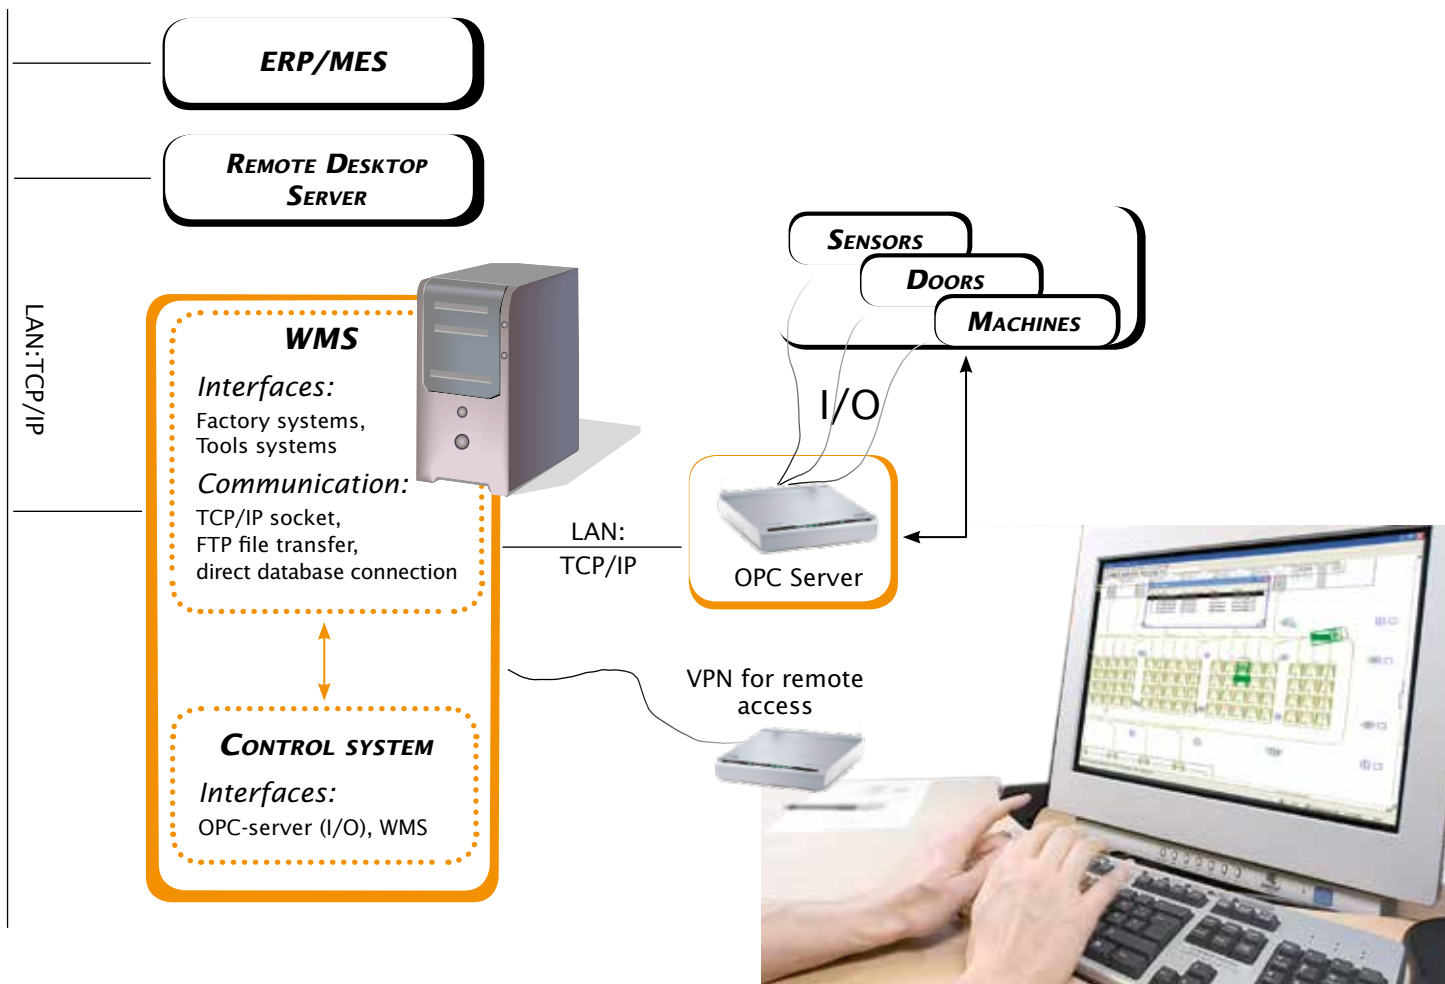 ERP/MES
REMOTE DESKTOP
SERVER
LAN:TCP/IP
WMS
Interfaces:
Factory systems,
Tools systems
Communication:
TCP/IP socket,
FTP file transfer,
direct database connection
CONTROL SYSTEM
Interfaces:
OPC-server (I/O), WMS
SENSORS
DOORS
MACHINES
I/O
LAN:
TCP/IP
OPC Server
VPN for remote
access